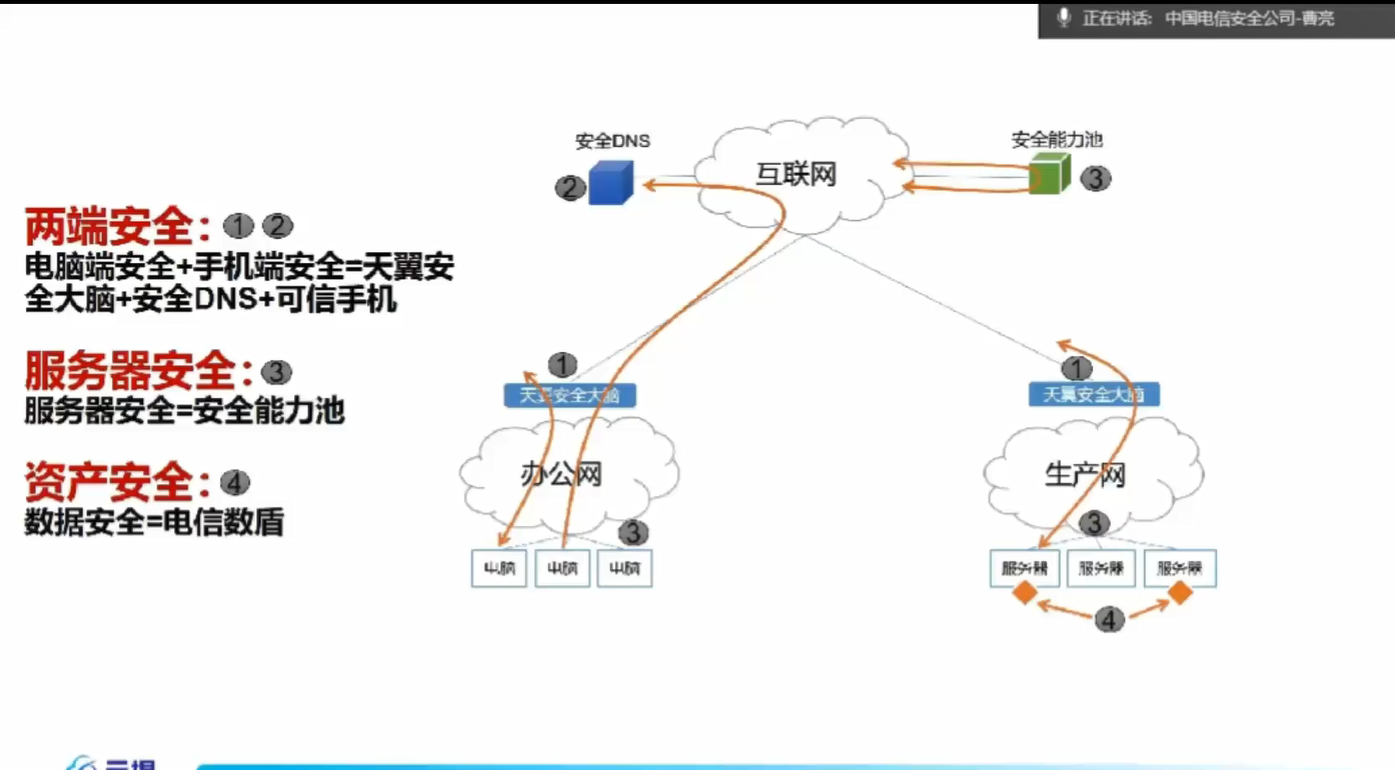 正在讲话: 中国电信安全公司-曹亮
安全DNS
安全能力池
互联网
②
③
两端安全：① ②
电脑端安全+手机端安全=天翼安
全大脑+安全DNS+可信手机
服务器安全：③
服务器安全=安全能力池
资产安全：④
数据安全=电信数盾
①
天翼安全大脑
办公网
③
电脑
电脑
电脑
①
天翼安全大脑
生产网
③
服务器
服务器
服务器
④